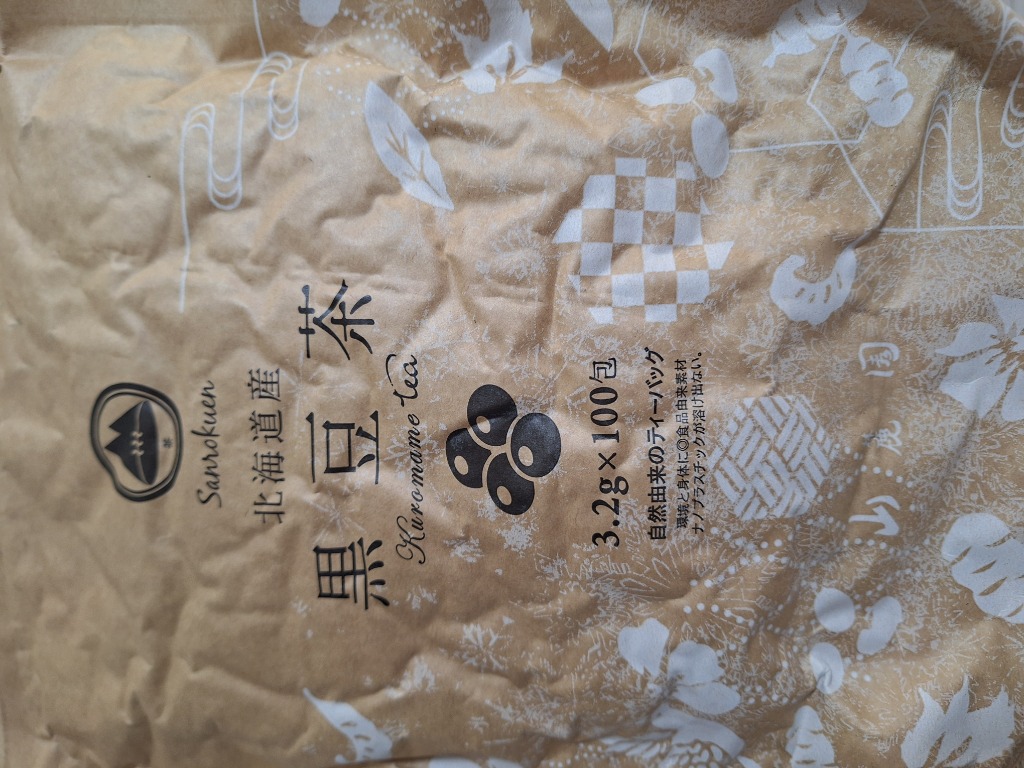 Sanrokuen
北海道産
黒豆茶
Kuromame tea
3.2g×100包
自然由来のティーバッグ
環境と身体に◎食品由来素材
ナノプラスチックが溶け出ない。
山麓園